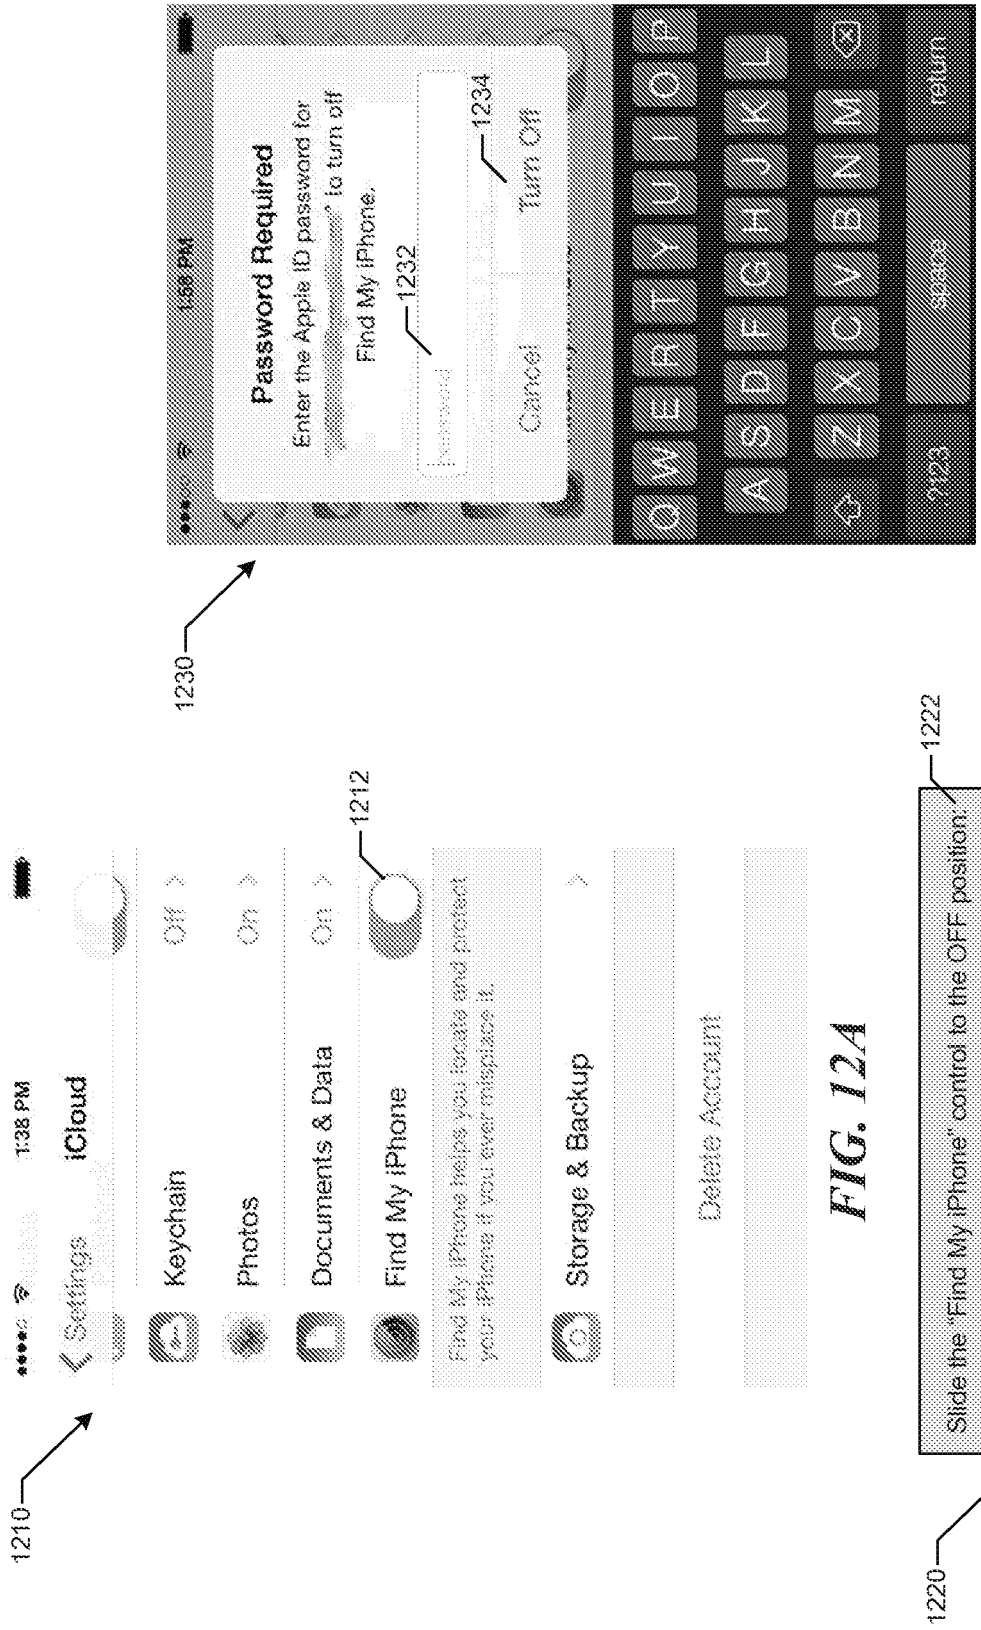 1210
1:38 PM
Settings
iCloud
Keychain
Off
Photos
On
Documents & Data
On
Find My iPhone
1212
Find My iPhone helps you locate and protect
your iPhone if you ever misplace it.
Storage & Backup
Delete Account
FIG. 12A
1220
Slide the "Find My iPhone" control to the OFF position:
1222
1230
1:58 PM
Password Required
Enter the Apple ID password for
" to turn off
Find My iPhone.
1232
password
1234
Cancel
Turn Off
Q W E R T Y U I O P
A S D F G H J K L
Z X C V B N M
?123
space
return